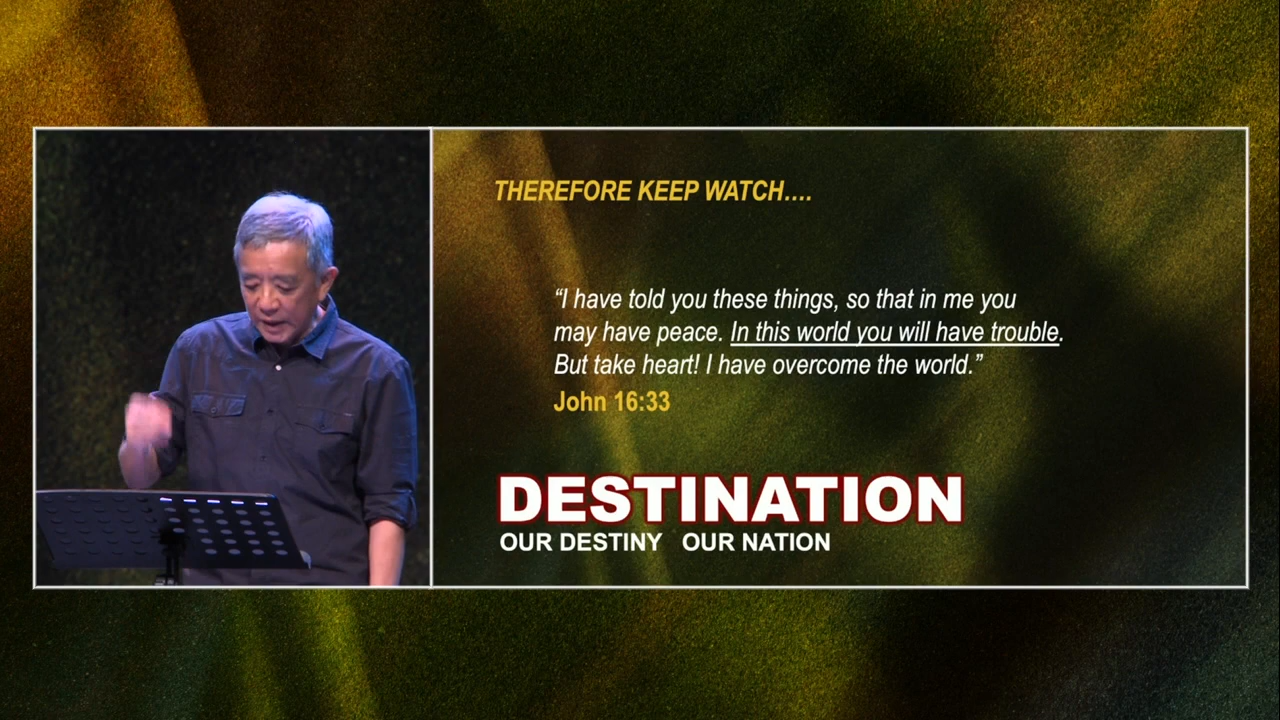 THEREFORE KEEP WATCH....
“I have told you these things, so that in me you
may have peace. In this world you will have trouble.
But take heart! I have overcome the world.”
John 16:33
DESTINATION
OUR DESTINY OUR NATION